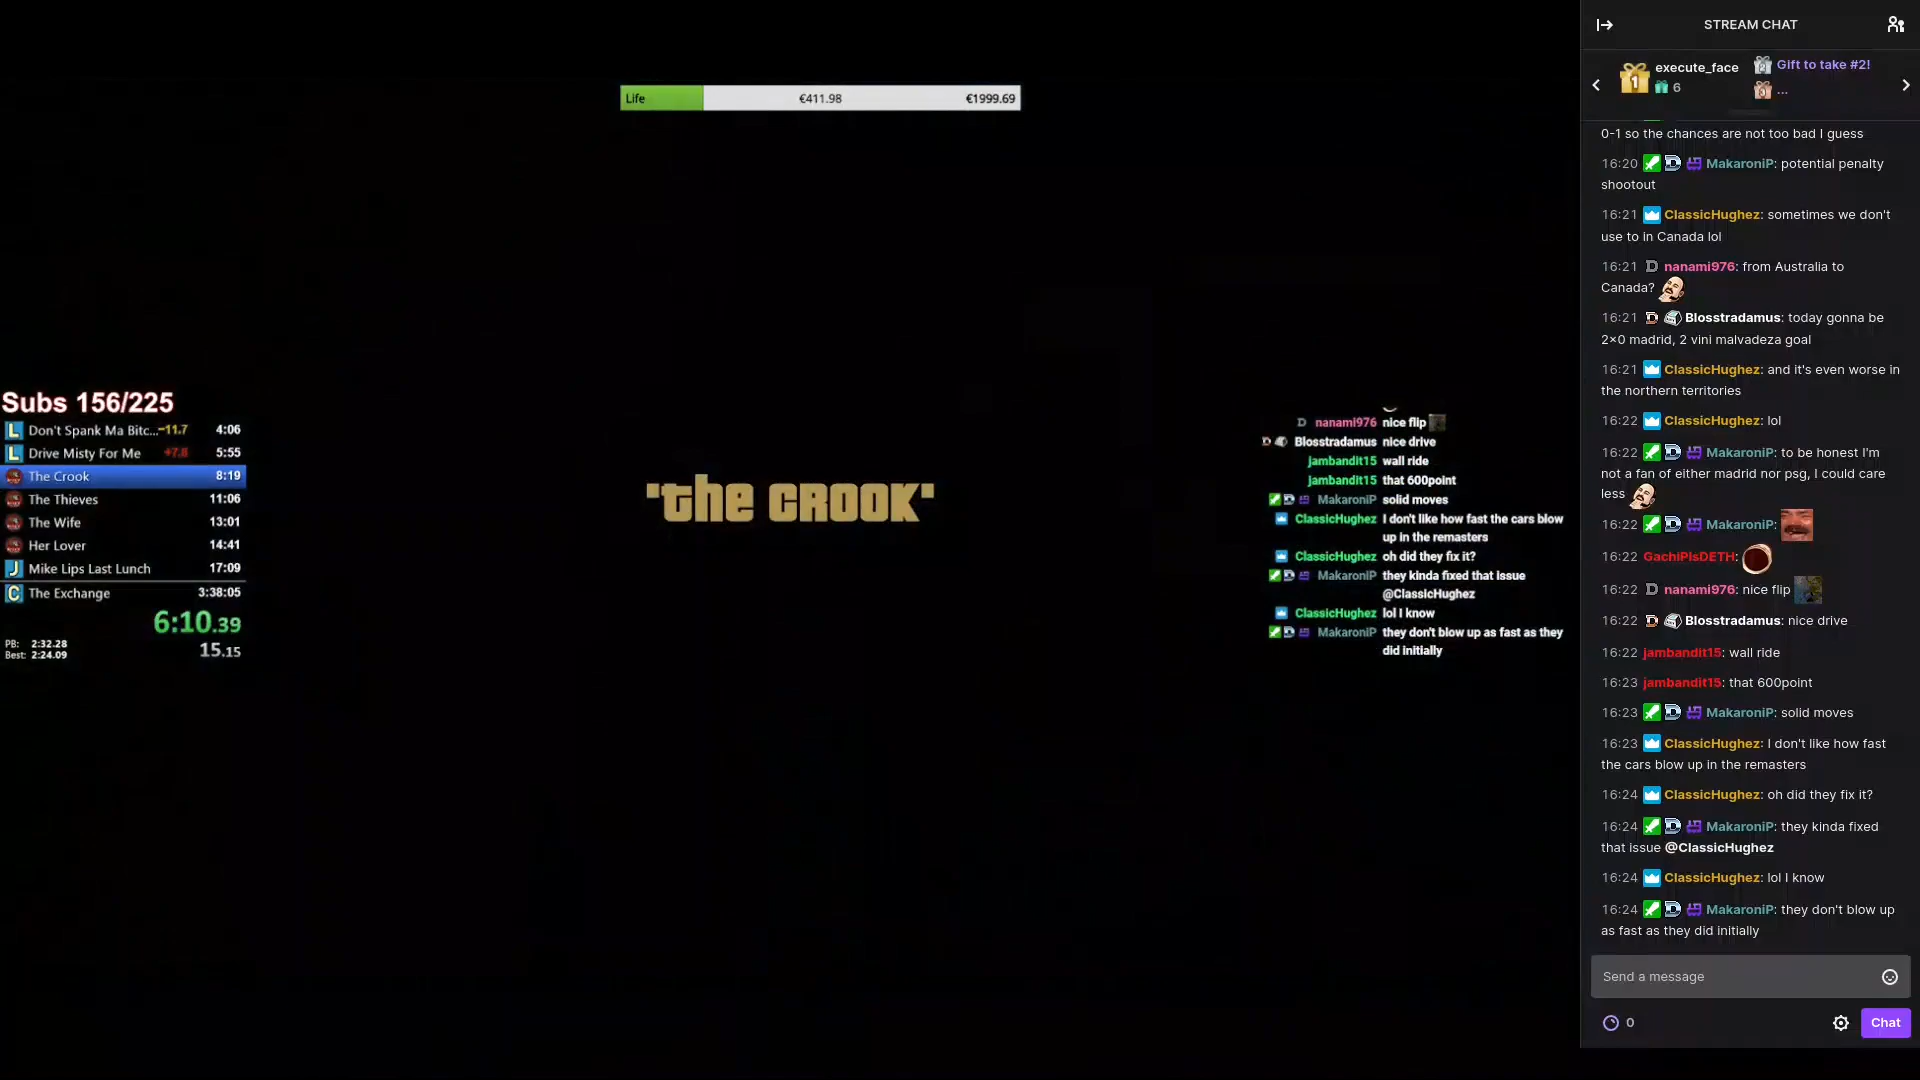 Life €411.98 €1999.69
Subs 156/225
Don't Spank Ma Bitc... −11.7 4:06
Drive Misty For Me +7.8 5:55
The Crook 8:19
The Thieves 11:06
The Wife 13:01
Her Lover 14:41
Mike Lips Last Lunch 17:09
The Exchange 3:38:05
6:10.39
PB: 2:32.28
Best: 2:24.09
15.15
"the CROOK"
nanami976 nice flip
Blosstradamus nice drive
jambandit15 wall ride
jambandit15 that 600point
MakaroniP solid moves
ClassicHughez I don't like how fast the cars blow
up in the remasters
ClassicHughez oh did they fix it?
MakaroniP they kinda fixed that issue
@ClassicHughez
ClassicHughez lol I know
MakaroniP they don't blow up as fast as they
did initially
STREAM CHAT
execute_face
6
Gift to take #2!
...
0-1 so the chances are not too bad I guess
16:20 MakaroniP: potential penalty
shootout
16:21 ClassicHughez: sometimes we don't
use to in Canada lol
16:21 nanami976: from Australia to
Canada?
16:21 Blosstradamus: today gonna be
2×0 madrid, 2 vini malvadeza goal
16:21 ClassicHughez: and it's even worse in
the northern territories
16:22 ClassicHughez: lol
16:22 MakaroniP: to be honest I'm
not a fan of either madrid nor psg, I could care
less
16:22 MakaroniP:
16:22 GachiPlsDETH:
16:22 nanami976: nice flip
16:22 Blosstradamus: nice drive
16:22 jambandit15: wall ride
16:23 jambandit15: that 600point
16:23 MakaroniP: solid moves
16:23 ClassicHughez: I don't like how fast
the cars blow up in the remasters
16:24 ClassicHughez: oh did they fix it?
16:24 MakaroniP: they kinda fixed
that issue @ClassicHughez
16:24 ClassicHughez: lol I know
16:24 MakaroniP: they don't blow up
as fast as they did initially
Send a message
0
Chat